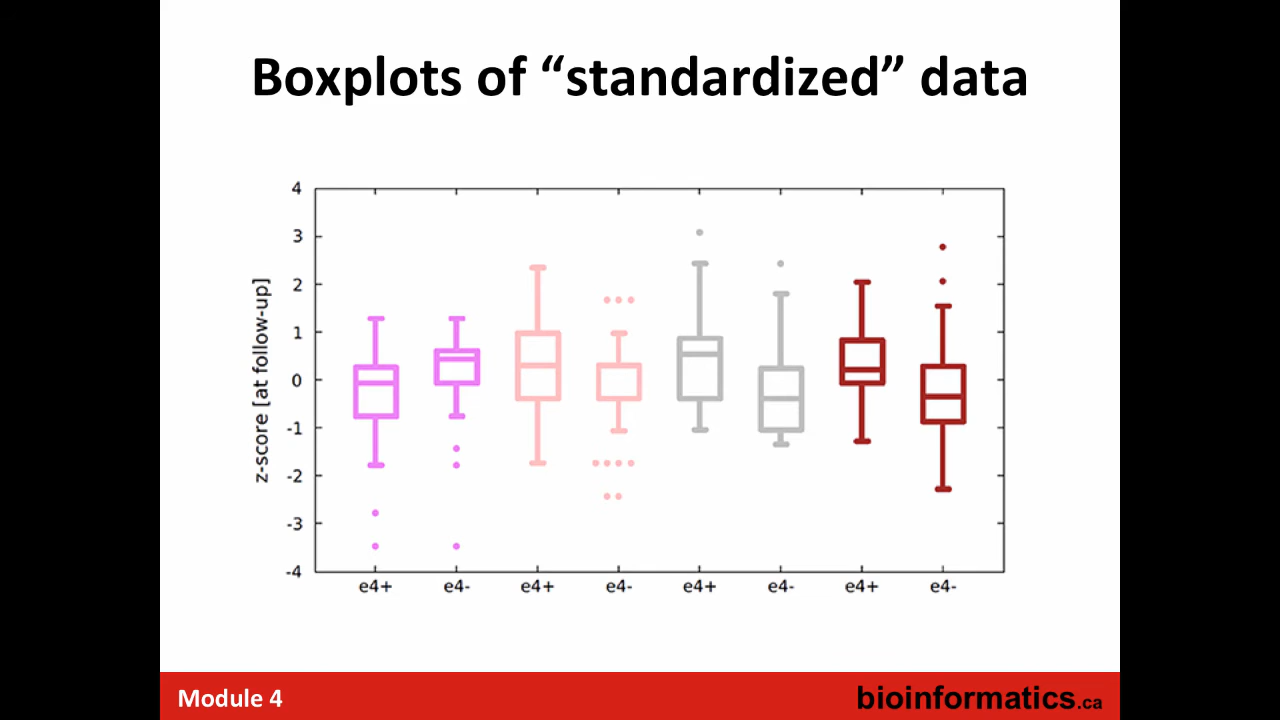 Boxplots of “standardized” data
4
3
2
1
0
-1
-2
-3
-4
z-score [at follow-up]
e4+ e4- e4+ e4- e4+ e4- e4+ e4-
Module 4
bioinformatics.ca